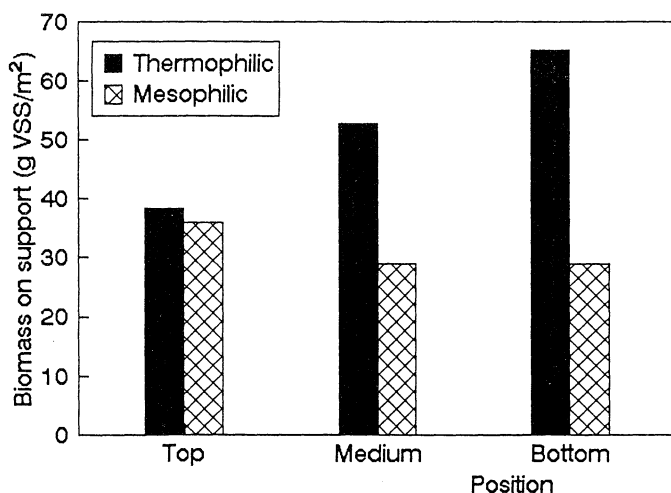 70
60
50
40
30
20
10
0
Biomass on support (g VSS/m²)
Thermophilic
Mesophilic
Top Medium Bottom
Position